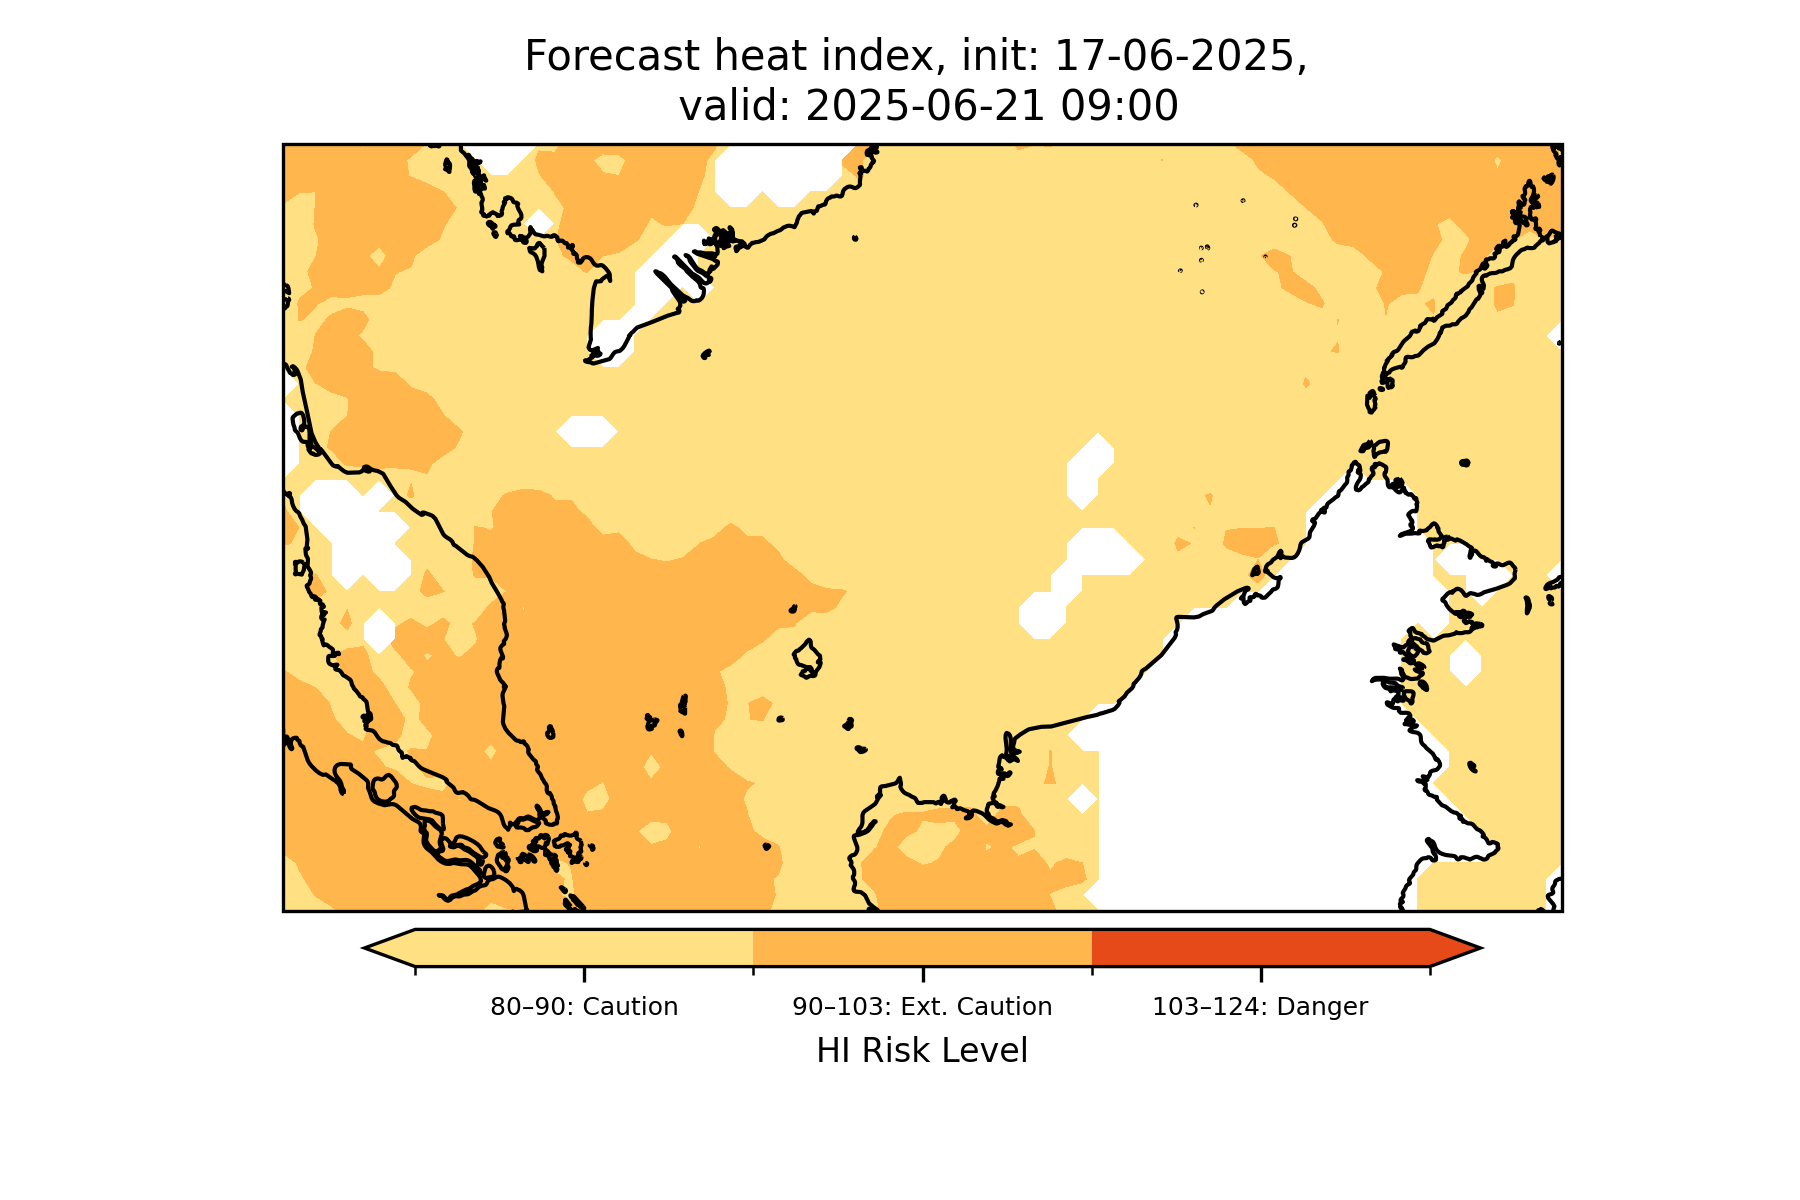 Forecast heat index, init: 17-06-2025,
valid: 2025-06-21 09:00
80–90: Caution
90–103: Ext. Caution
103–124: Danger
HI Risk Level